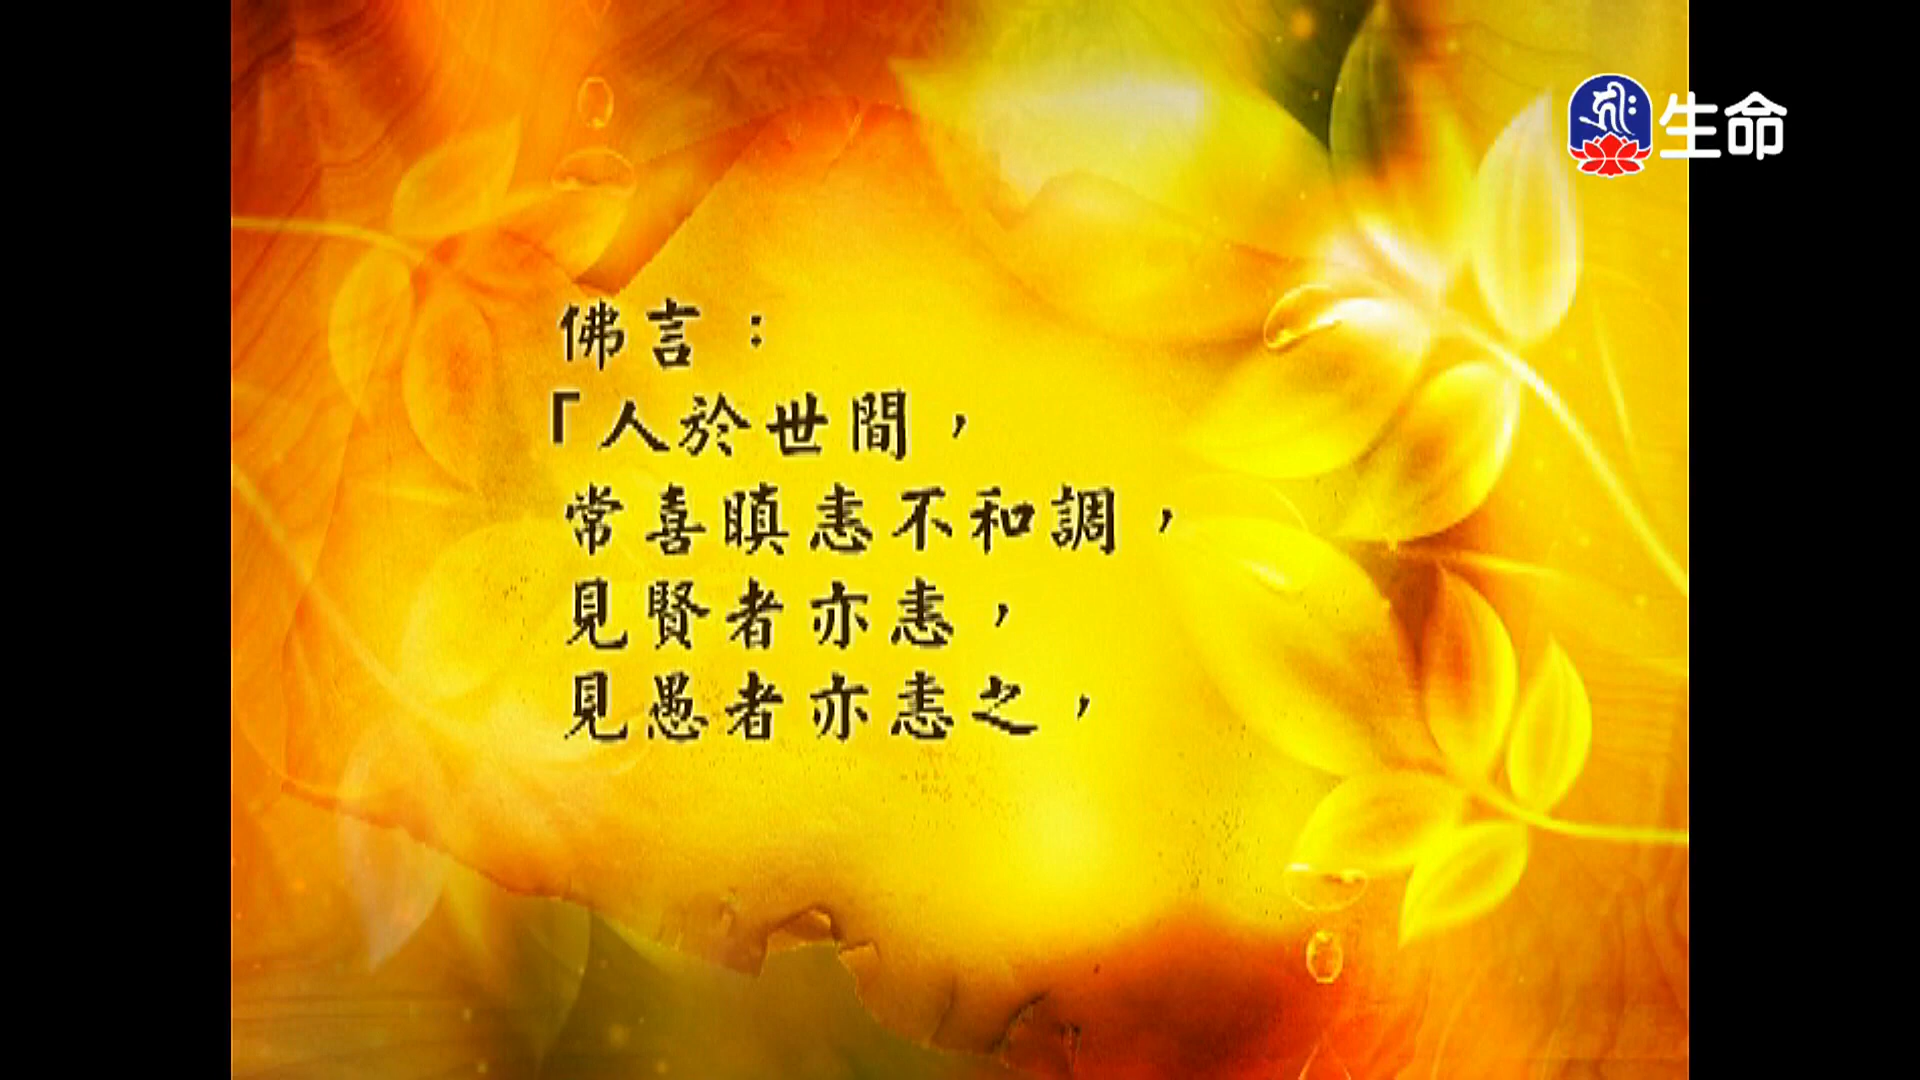 生命
佛言：
「人於世間，
常喜瞋恚不和調，
見賢者亦恚，
見愚者亦恚之，